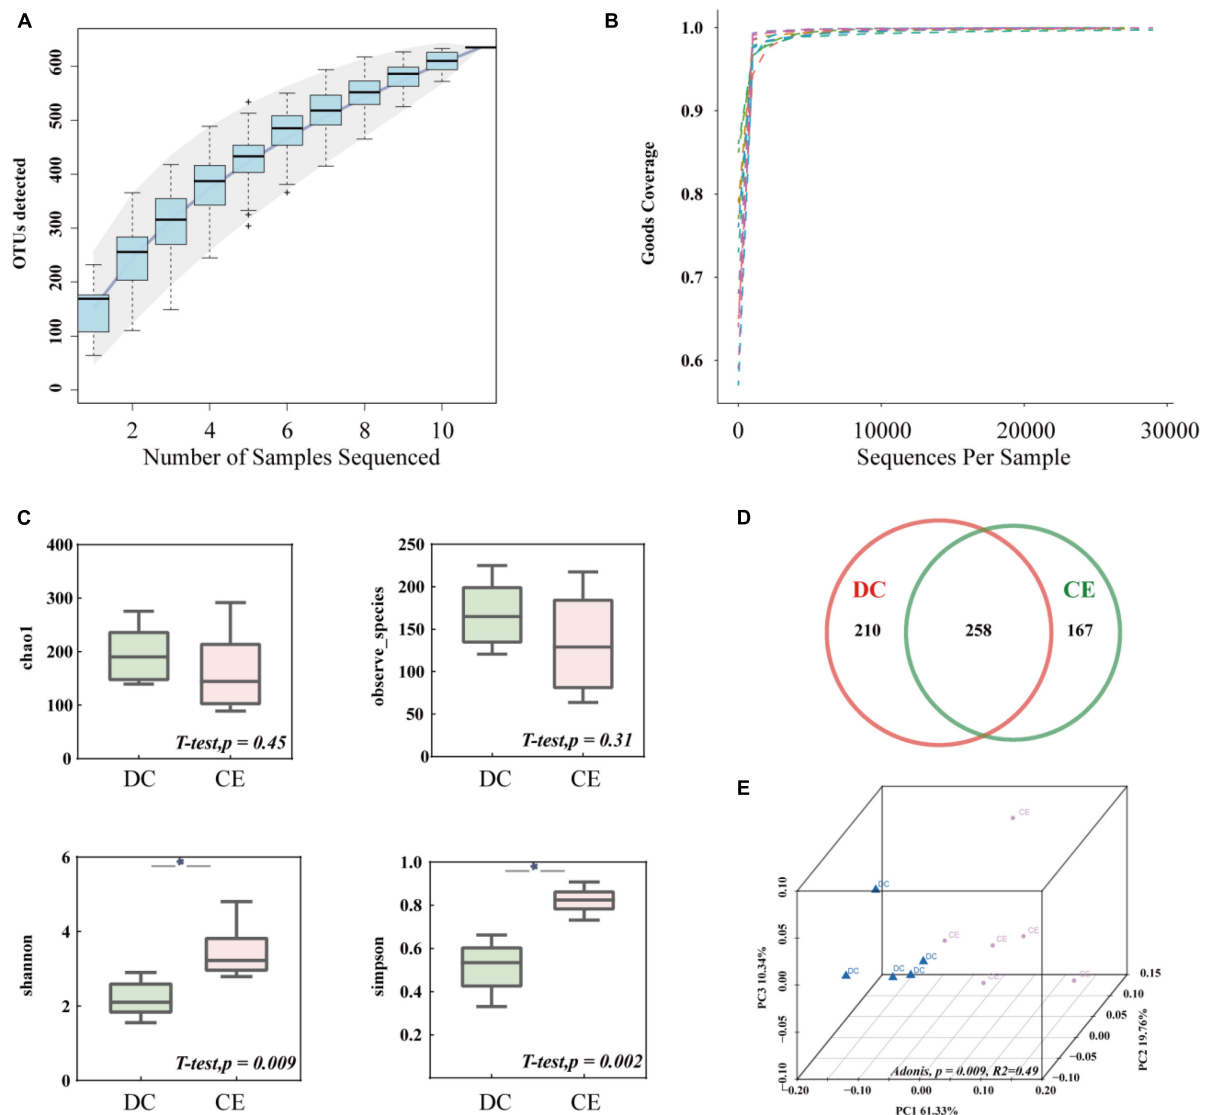 A
OTUs detected
600
500
400
300
200
100
0
2 4 6 8 10
Number of Samples Sequenced
B
Goods Coverage
1.0
0.9
0.8
0.7
0.6
0 10000 20000 30000
Sequences Per Sample
C
chao1
400
300
200
100
0
T-test,p = 0.45
DC CE
observe_species
250
200
150
100
50
0
T-test,p = 0.31
DC CE
shannon
6
4
2
0
*
T-test,p = 0.009
DC CE
simpson
1.0
0.8
0.6
0.4
0.2
*
T-test,p = 0.002
DC CE
D
DC CE
210 258 167
E
CE
DC
CE
CE
CE
DC
DC
DC
DC
CE
CE
PC3 10.34%
0.10
0.05
0.00
−0.05
−0.10
0.15
0.10
0.05
0.00
−0.05
−0.10
PC2 19.76%
Adonis, p = 0.009, R2=0.49
−0.20 −0.10 0.00 0.10 0.20
PC1 61.33%